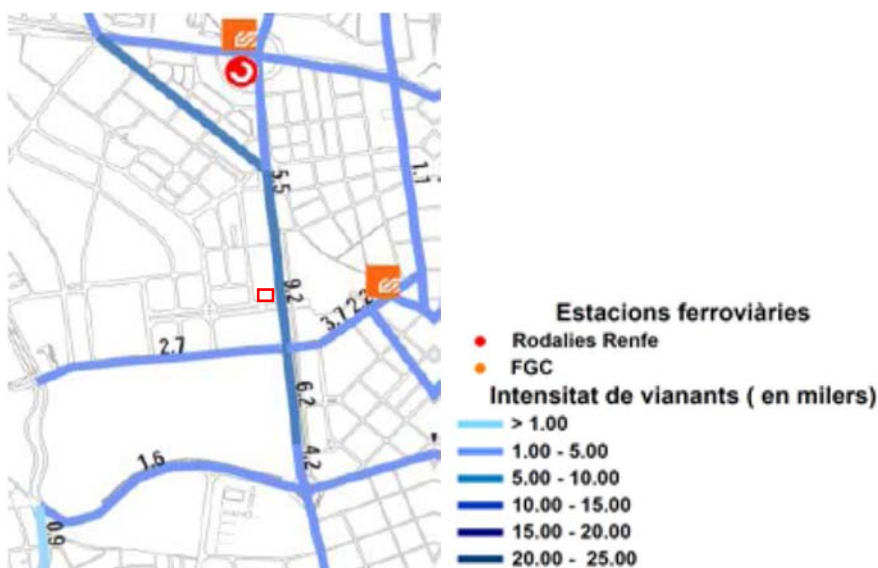 5.5
1.1
9.2
3.7
2.2
2.7
6.2
4.2
1.6
0.9
Estacions ferroviàries
Rodalies Renfe
FGC
Intensitat de vianants ( en milers)
> 1.00
1.00 - 5.00
5.00 - 10.00
10.00 - 15.00
15.00 - 20.00
20.00 - 25.00